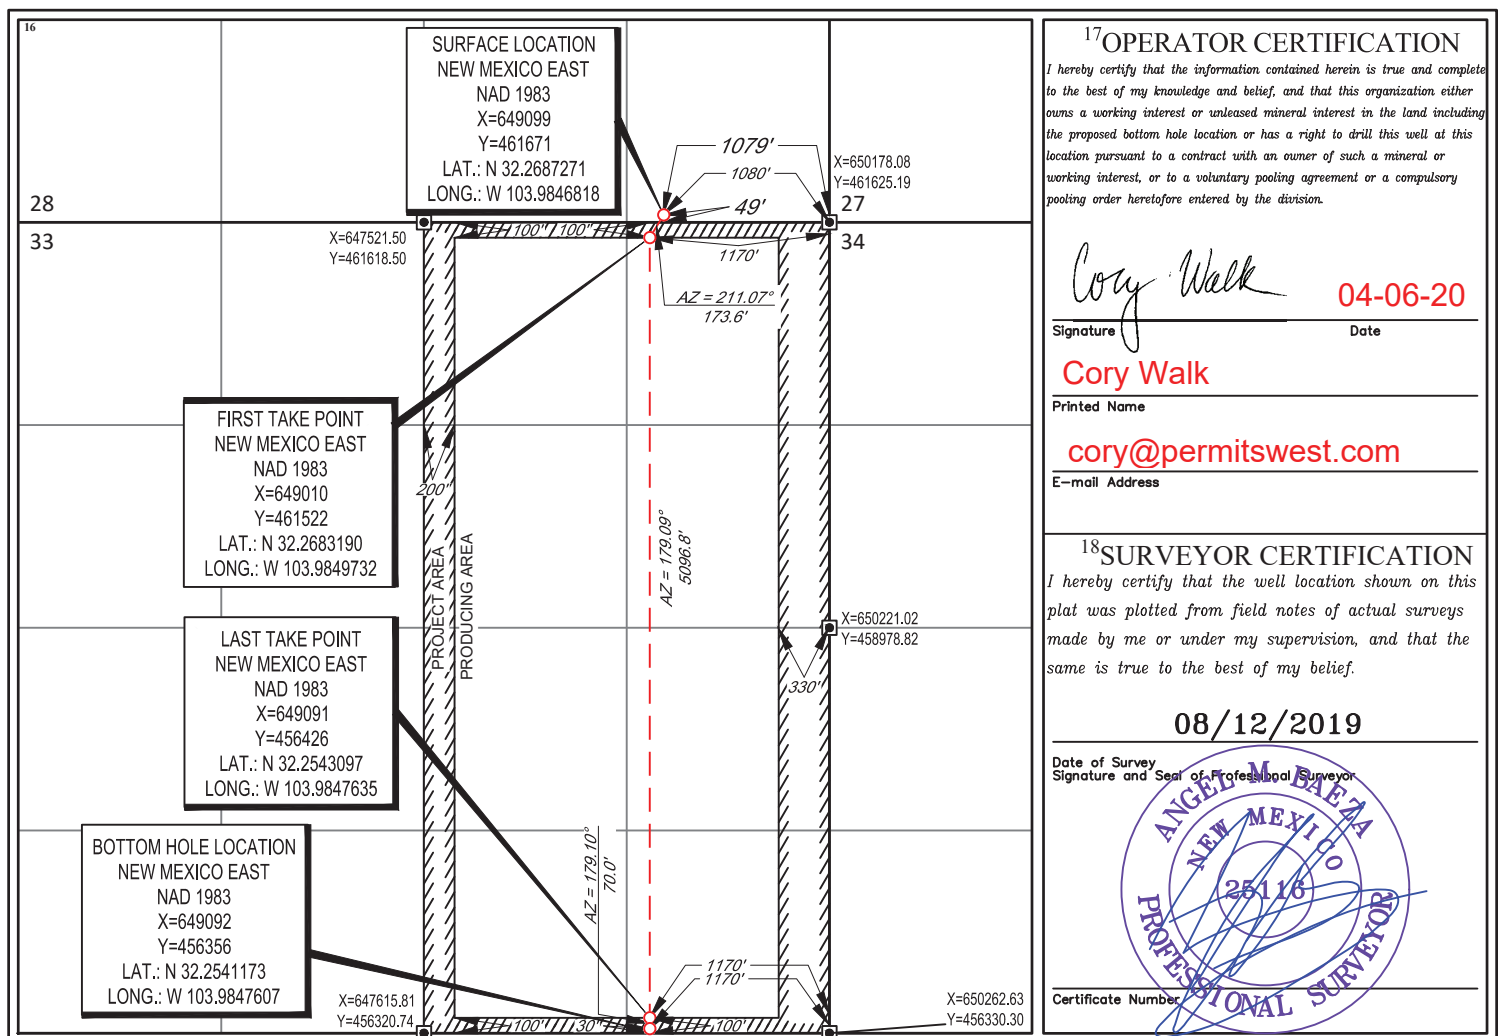 16
SURFACE LOCATION
NEW MEXICO EAST
NAD 1983
X=649099
Y=461671
LAT.: N 32.2687271
LONG.: W 103.9846818
1079'
1080'
49'
X=650178.08
Y=461625.19
28
27
33
34
X=647521.50
Y=461618.50
100'
100'
1170'
AZ = 211.07°
173.6'
FIRST TAKE POINT
NEW MEXICO EAST
NAD 1983
X=649010
Y=461522
LAT.: N 32.2683190
LONG.: W 103.9849732
200'
PROJECT AREA
PRODUCING AREA
AZ = 179.09°
5096.8'
X=650221.02
Y=458978.82
330'
LAST TAKE POINT
NEW MEXICO EAST
NAD 1983
X=649091
Y=456426
LAT.: N 32.2543097
LONG.: W 103.9847635
AZ = 179.10°
70.0'
BOTTOM HOLE LOCATION
NEW MEXICO EAST
NAD 1983
X=649092
Y=456356
LAT.: N 32.2541173
LONG.: W 103.9847607
1170'
1170'
X=647615.81
Y=456320.74
100'
30'
100'
X=650262.63
Y=456330.30
17OPERATOR CERTIFICATION
I hereby certify that the information contained herein is true and complete
to the best of my knowledge and belief, and that this organization either
owns a working interest or unleased mineral interest in the land including
the proposed bottom hole location or has a right to drill this well at this
location pursuant to a contract with an owner of such a mineral or
working interest, or to a voluntary pooling agreement or a compulsory
pooling order heretofore entered by the division.
Cory Walk
04-06-20
Signature Date
Cory Walk
Printed Name
cory@permitswest.com
E-mail Address
18SURVEYOR CERTIFICATION
I hereby certify that the well location shown on this
plat was plotted from field notes of actual surveys
made by me or under my supervision, and that the
same is true to the best of my belief.
08/12/2019
Date of Survey
Signature and Seal of Professional Surveyor
ANGEL M. BAEZA
NEW MEXICO
25116
PROFESSIONAL SURVEYOR
Certificate Number